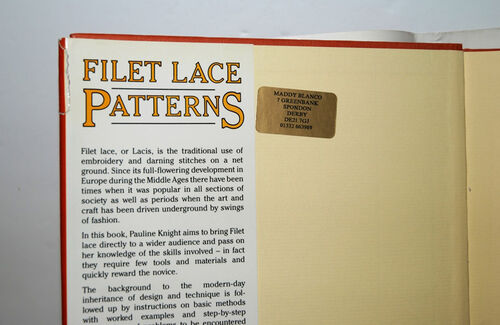 FILET LACE
PATTERNS
Filet lace, or Lacis, is the traditional use of
embroidery and darning stitches on a net
ground. Since its full-flowering development in
Europe during the Middle Ages there have been
times when it was popular in all sections of
society as well as periods when the art and
craft has been driven underground by swings
of fashion.
In this book, Pauline Knight aims to bring Filet
lace directly to a wider audience and pass on
her knowledge of the skills involved – in fact
they require few tools and materials and
quickly reward the novice.
The background to the modern-day
inheritance of design and technique is fol-
lowed up by instructions on basic methods
with worked examples and step-by-step
problems to be encountered
MADDY BLANCO
7 GREENBANK
SPONDON
DERBY
DE21 7GJ
01332 663989